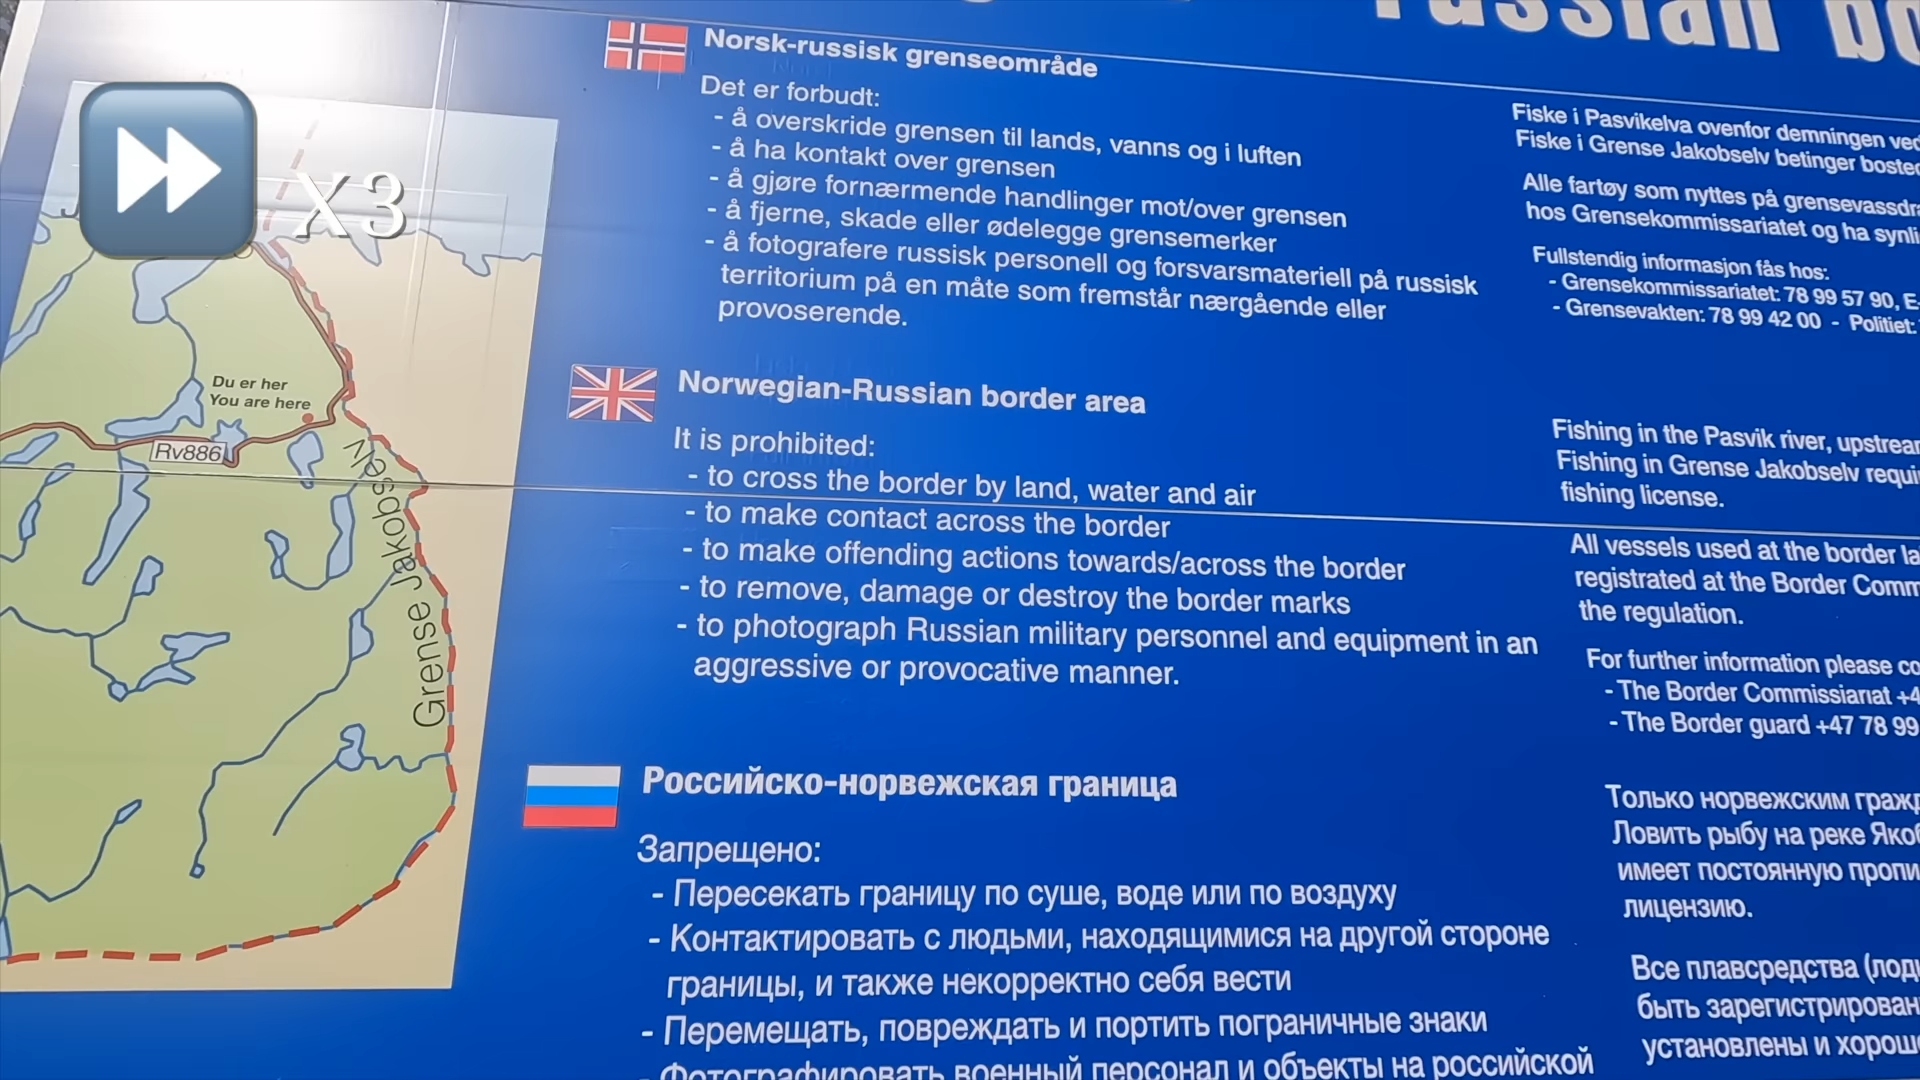 russian
X3
Norsk-russisk grenseområde
Det er forbudt:
- å overskride grensen til lands, vanns og i luften
- å ha kontakt over grensen
- å gjøre fornærmende handlinger mot/over grensen
- å fjerne, skade eller ødelegge grensemerker
- å fotografere russisk personell og forsvarsmateriell på russisk
territorium på en måte som fremstår nærgående eller
provoserende.
Fiske i Pasvikelva ovenfor demningen ved
Fiske i Grense Jakobselv betinger
Alle fartøy som nyttes på
hos Grensekommissariatet og ha
Fullstendig informasjon fås hos:
- Grensekommissariatet: 78 99 57 90,
- Grensevakten: 78 99 42 00 - Politiet:
Du er her
You are here
Rv886
Grense Jakobselv
Norwegian-Russian border area
It is prohibited:
- to cross the border by land, water and air
- to make contact across the border
- to make offending actions towards/across the border
- to remove, damage or destroy the border marks
- to photograph Russian military personnel and equipment in an
aggressive or provocative manner.
Fishing in the Pasvik river,
Fishing in Grense Jakobselv
fishing license.
All vessels used at the border
registrated at the Border
the regulation.
For further information please
- The Border Commissiariat
- The Border guard +47 78 99
Российско-норвежская граница
Запрещено:
- Пересекать границу по суше, воде или по воздуху
- Контактировать с людьми, находящимися на другой стороне
границы, и также некорректно себя вести
- Перемещать, повреждать и портить пограничные знаки
- Фотографировать военный персонал и объекты на российской
Только норвежским
Ловить рыбу на реке
имеет постоянную
лицензию.
Все плавсредства
быть
установлены и